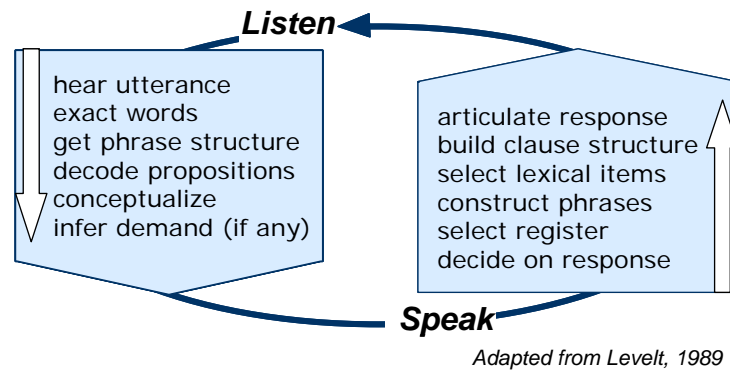 Listen
hear utterance
exact words
get phrase structure
decode propositions
conceptualize
infer demand (if any)
articulate response
build clause structure
select lexical items
construct phrases
select register
decide on response
Speak
Adapted from Levelt, 1989